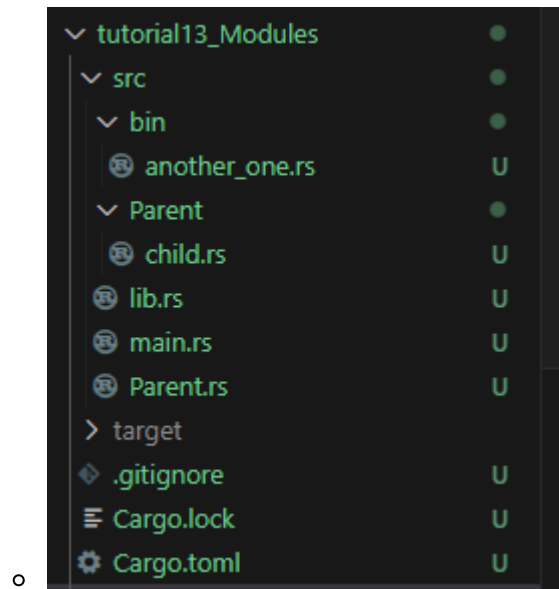 tutorial13_Modules
src
bin
another_one.rs U
Parent
child.rs U
lib.rs U
main.rs U
Parent.rs U
target
.gitignore U
Cargo.lock U
Cargo.toml U